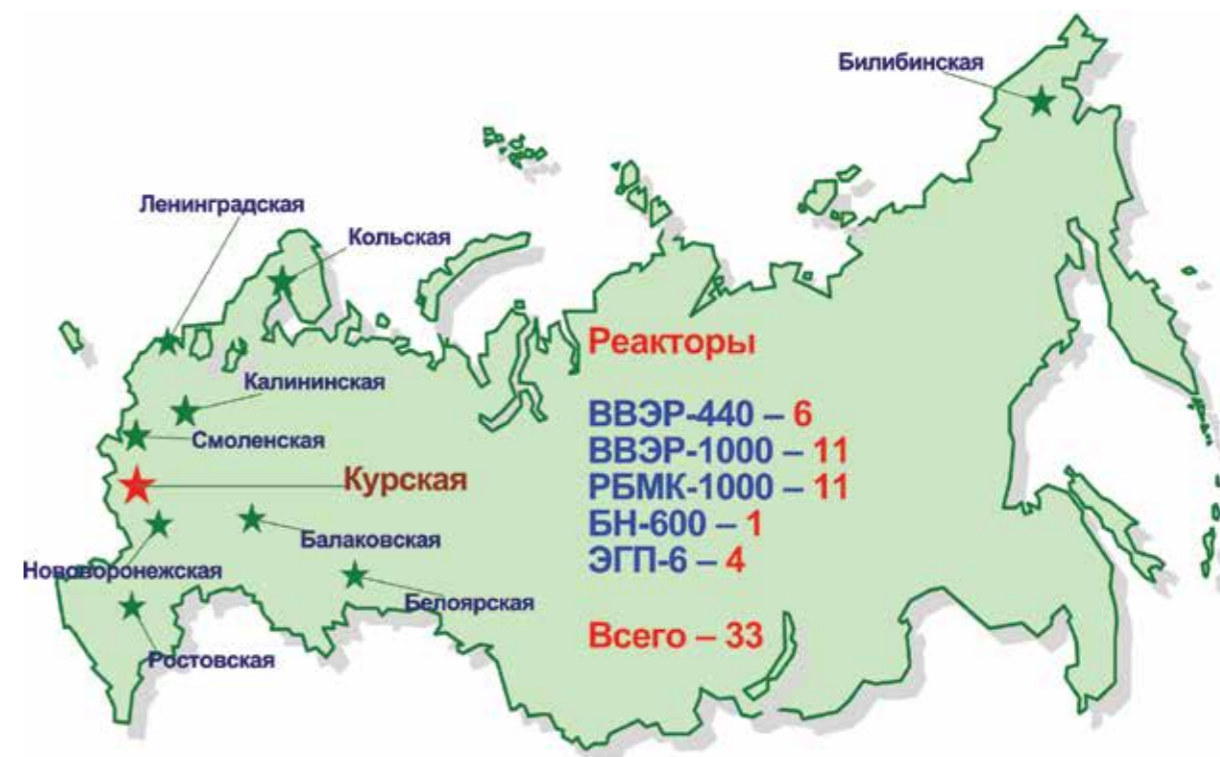 Билибинская
Ленинградская
Кольская
Реакторы
Калининская
ВВЭР-440 – 6
Смоленская
ВВЭР-1000 – 11
Курская
РБМК-1000 – 11
БН-600 – 1
Балаковская
ЭГП-6 – 4
Нововоронежская
Белоярская
Всего – 33
Ростовская